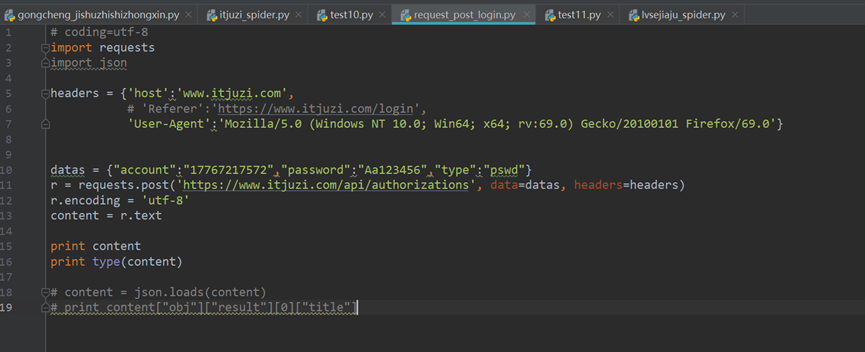 gongcheng_jishuzhishizhongxin.py × itjuzi_spider.py × test10.py × request_post_login.py × test11.py × lvsejiaju_spider.py ×
1 # coding=utf-8
2 import requests
3 import json
4
5 headers = {'host':'www.itjuzi.com',
6 # 'Referer':'https://www.itjuzi.com/login',
7 'User-Agent':'Mozilla/5.0 (Windows NT 10.0; Win64; x64; rv:69.0) Gecko/20100101 Firefox/69.0'}
8
9
10 datas = {"account":"17767217572","password":"Aa123456","type":"pswd"}
11 r = requests.post('https://www.itjuzi.com/api/authorizations', data=datas, headers=headers)
12 r.encoding = 'utf-8'
13 content = r.text
14
15 print content
16 print type(content)
17
18 # content = json.loads(content)
19 # print content["obj"]["result"][0]["title"]